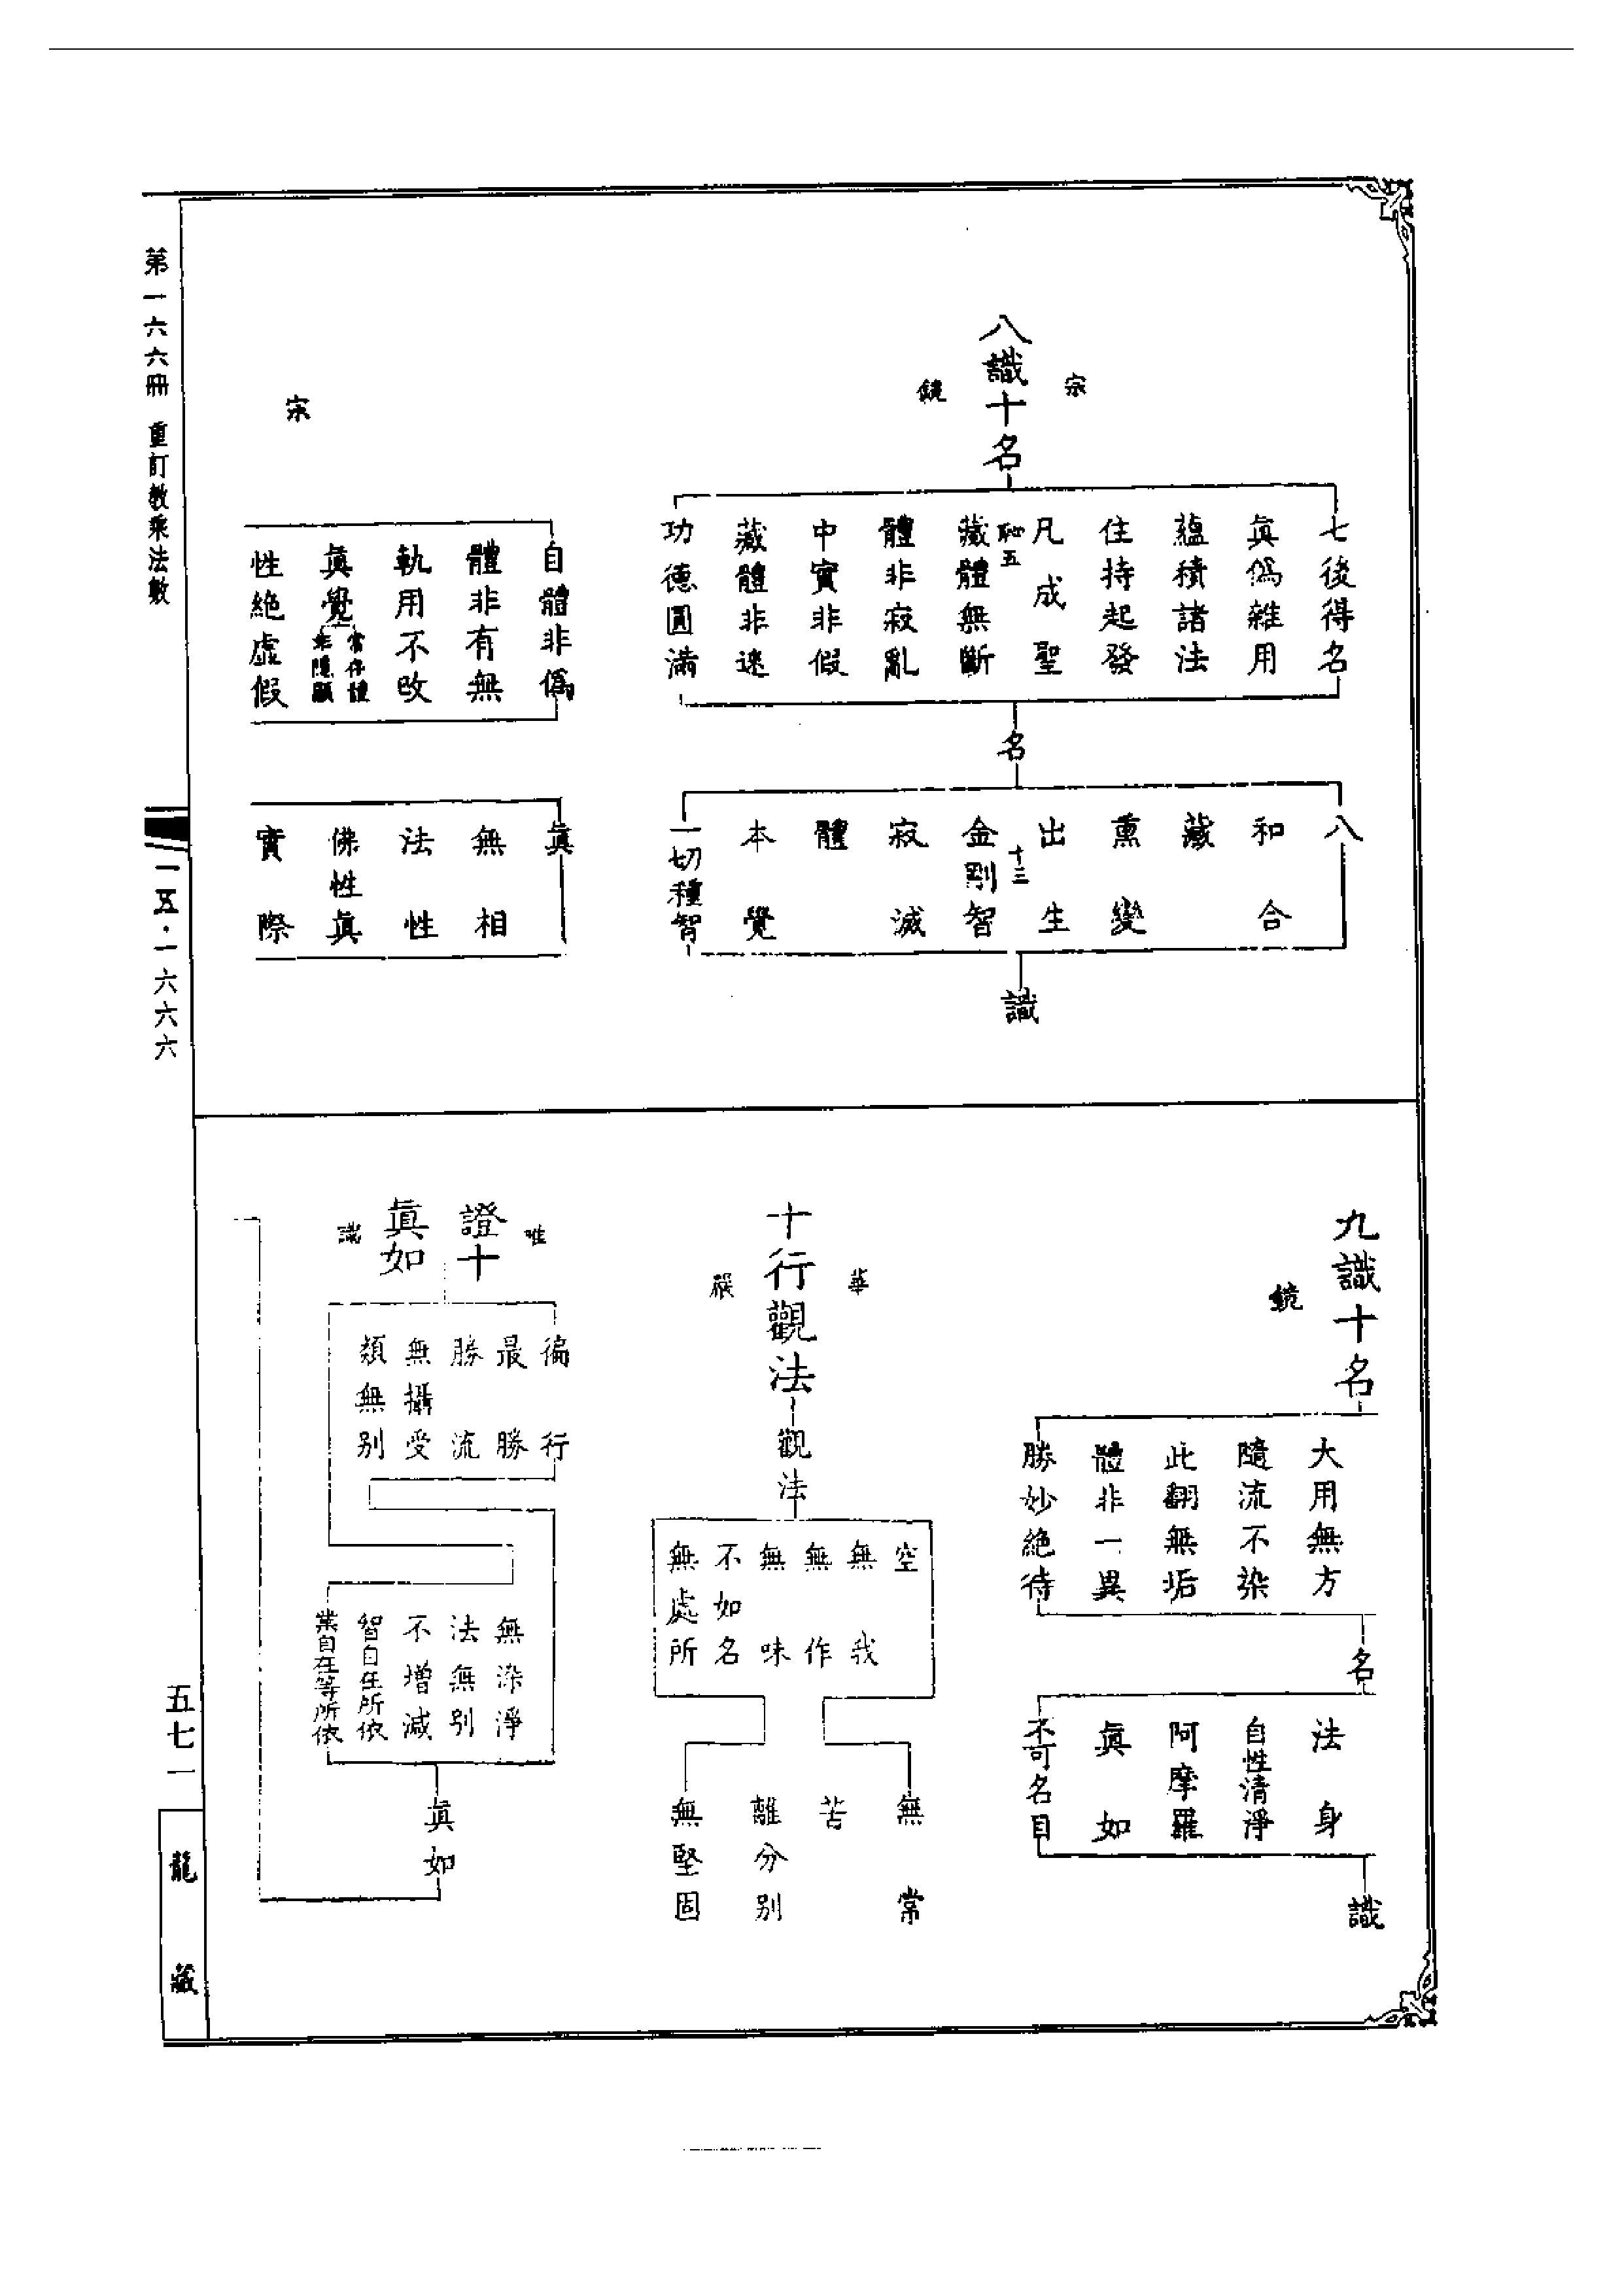 八識十名
宗
鏡
七後得名
真偽雜用
蘊積諸法
住持起發
凡成聖
恥五
藏體無斷
體非寂亂
中實非假
藏體非迷
功德圓滿
名
八
和合
藏
熏變
出生
十三
金剛智
寂滅
體
本覺
一切種智
識
宗
自體非僞
體非有無
軌用不改
真覺常存體無隱顯
性絕虛假
真
無相
法性
佛性真
實際
九識十名
鏡
大用無方
隨流不染
此翻無垢
體非一異
勝妙絕待
名
法身
自性清淨
阿摩羅
真如
不可名目
識
十行觀法
華
嚴
觀法
空
無我
無作
無味
不如名
無處所
無常
苦
離分別
無堅固
證十
真如
唯
識
徧行
最勝
勝流
無攝受
類無別
無染淨
法無別
不增減
智自在所依
業自在等所依
真如
第一六六冊 重訂教乘法數
一五·一六六六
五七一
龍藏